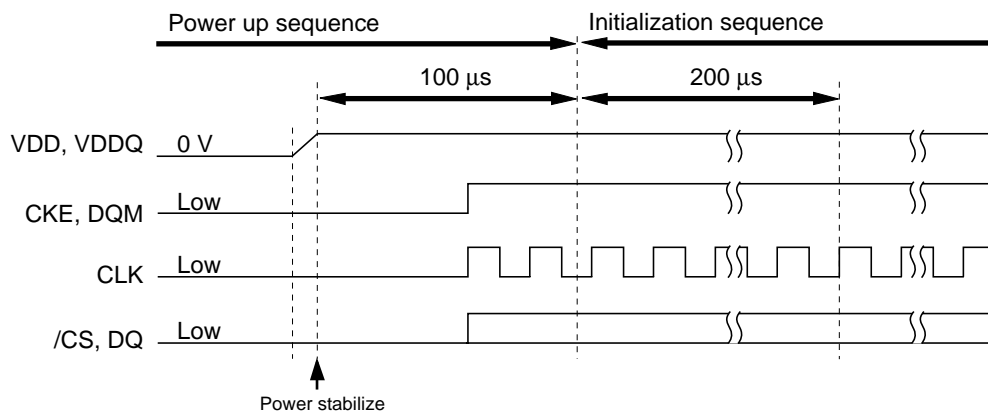 Power up sequence Initialization sequence
100 µs 200 µs
VDD, VDDQ 0 V
CKE, DQM Low
CLK Low
/CS, DQ Low
Power stabilize